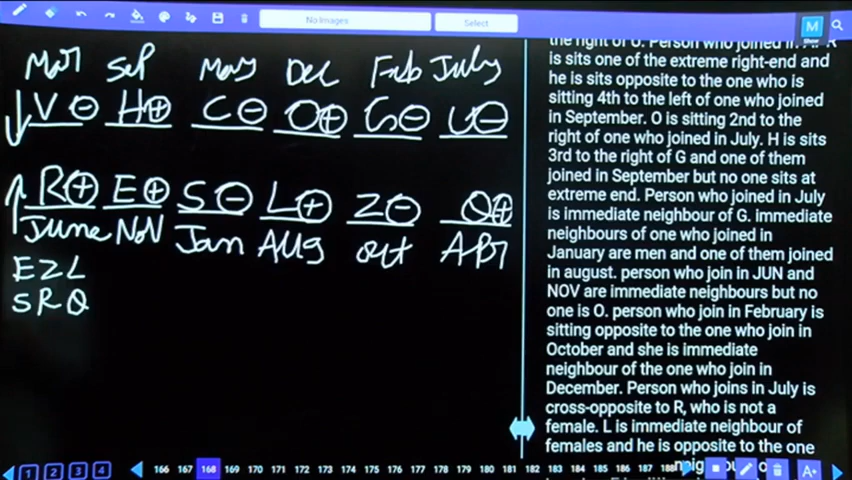 No Images
Select
M
Show
Mar Sep May Dec Feb July
V - H + C - O + G - U -
R + E + S - L + Z - Q +
June Nov Jan Aug Oct Apr
E Z L
S R Q
is sits one of the extreme right-end and
he is sits opposite to the one who is
sitting 4th to the left of one who joined
in September. O is sitting 2nd to the
right of one who joined in July. H is sits
3rd to the right of G and one of them
joined in September but no one sits at
extreme end. Person who joined in July
is immediate neighbour of G. immediate
neighbours of one who joined in
January are men and one of them joined
in august. person who join in JUN and
NOV are immediate neighbours but no
one is O. person who join in February is
sitting opposite to the one who join in
October and she is immediate
neighbour of the one who join in
December. Person who joins in July is
cross-opposite to R, who is not a
female. L is immediate neighbour of
females and he is opposite to the one
1 2 3 4 166 167 168 169 170 171 172 173 174 175 176 177 178 179 180 181 182 183 184 185 186 187 A+